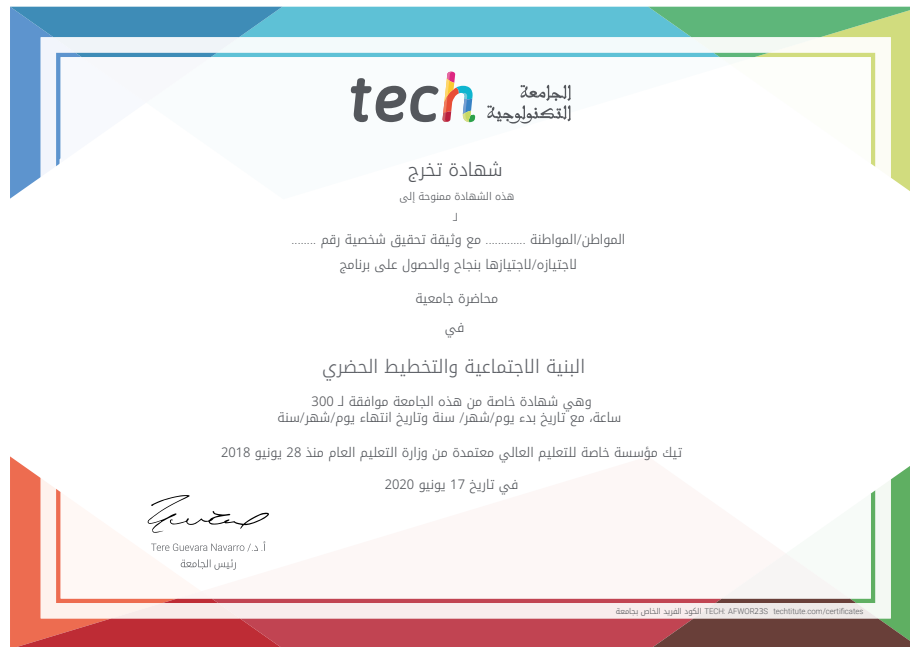 tech الجامعة
التكنولوجية
شهادة تخرج
هذه الشهادة ممنوحة إلى
لـ
المواطن/المواطنة ............. مع وثيقة تحقيق شخصية رقم ........
لاجتيازه/لاجتيازها بنجاح والحصول على برنامج
محاضرة جامعية
في
البنية الاجتماعية والتخطيط الحضري
وهي شهادة خاصة من هذه الجامعة موافقة لـ 300
ساعة، مع تاريخ بدء يوم/شهر/ سنة وتاريخ انتهاء يوم/شهر/سنة
تيك مؤسسة خاصة للتعليم العالي معتمدة من وزارة التعليم العام منذ 28 يونيو 2018
في تاريخ 17 يونيو 2020
أ.د./ Tere Guevara Navarro
رئيس الجامعة
الكود الفريد الخاص بجامعة TECH: AFWOR23S techtitute.com/certificates